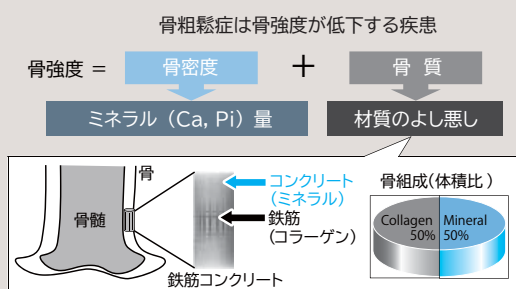 骨粗鬆症は骨強度が低下する疾患
骨強度 = 骨密度 + 骨 質
ミネラル（Ca, Pi）量 材質のよし悪し
骨
骨髄
コンクリート
（ミネラル）
鉄筋
（コラーゲン）
鉄筋コンクリート
骨組成（体積比）
Collagen
50%
Mineral
50%